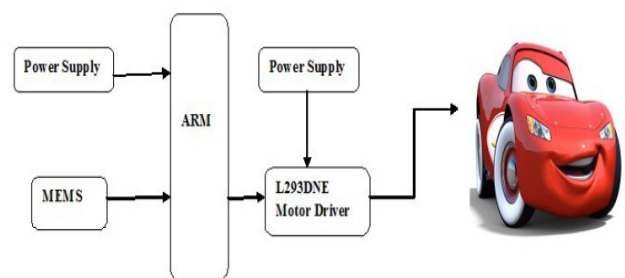 Power Supply
Power Supply
ARM
MEMS
L293DNE
Motor Driver